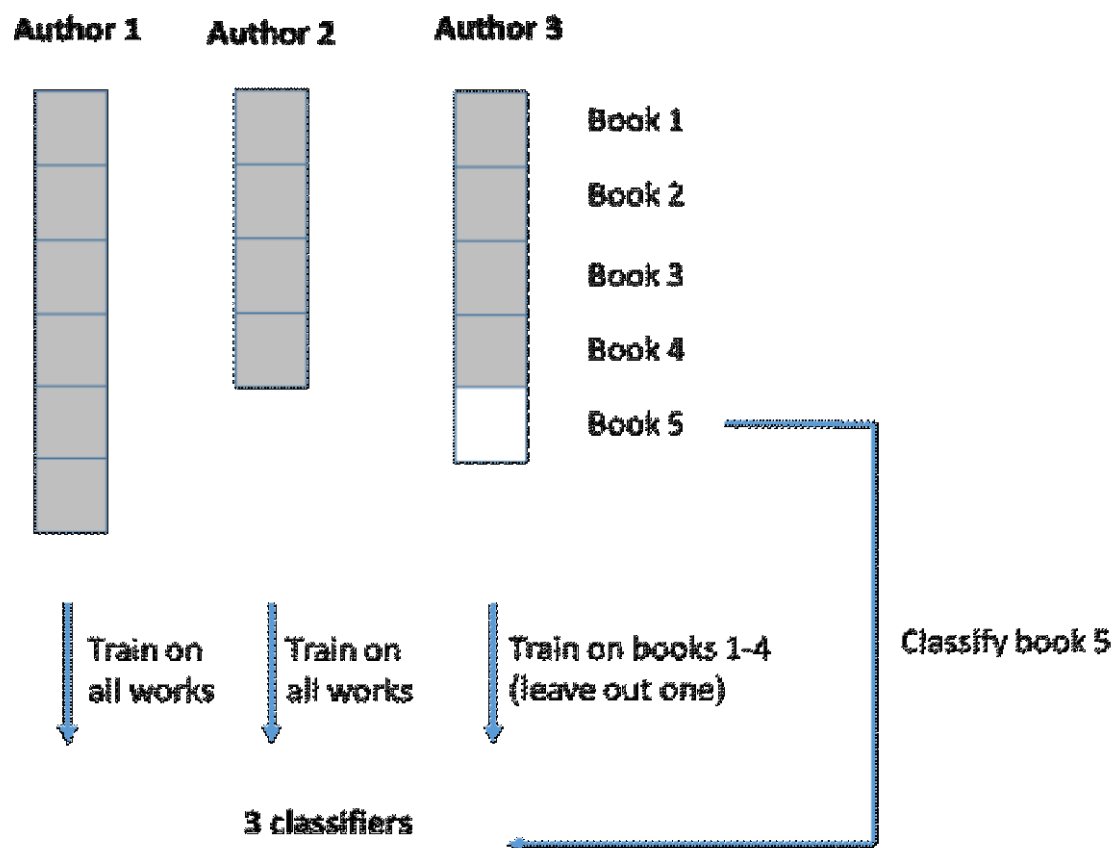 Author 1
Author 2
Author 3
Book 1
Book 2
Book 3
Book 4
Book 5
Train on
all works
Train on
all works
Train on books 1-4
(leave out one)
Classify book 5
3 classifiers